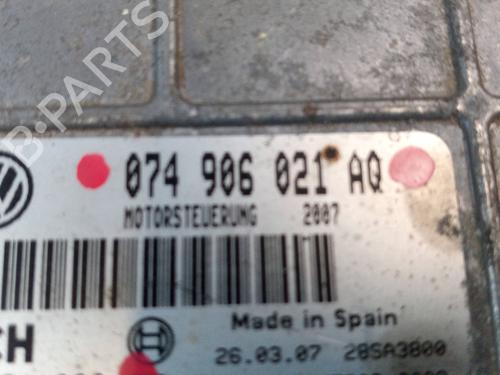 B-PARTS
074 906 021 AQ
MOTORSTEUERUNG 2007
Made in Spain
CH
26.03.07 28SA3800